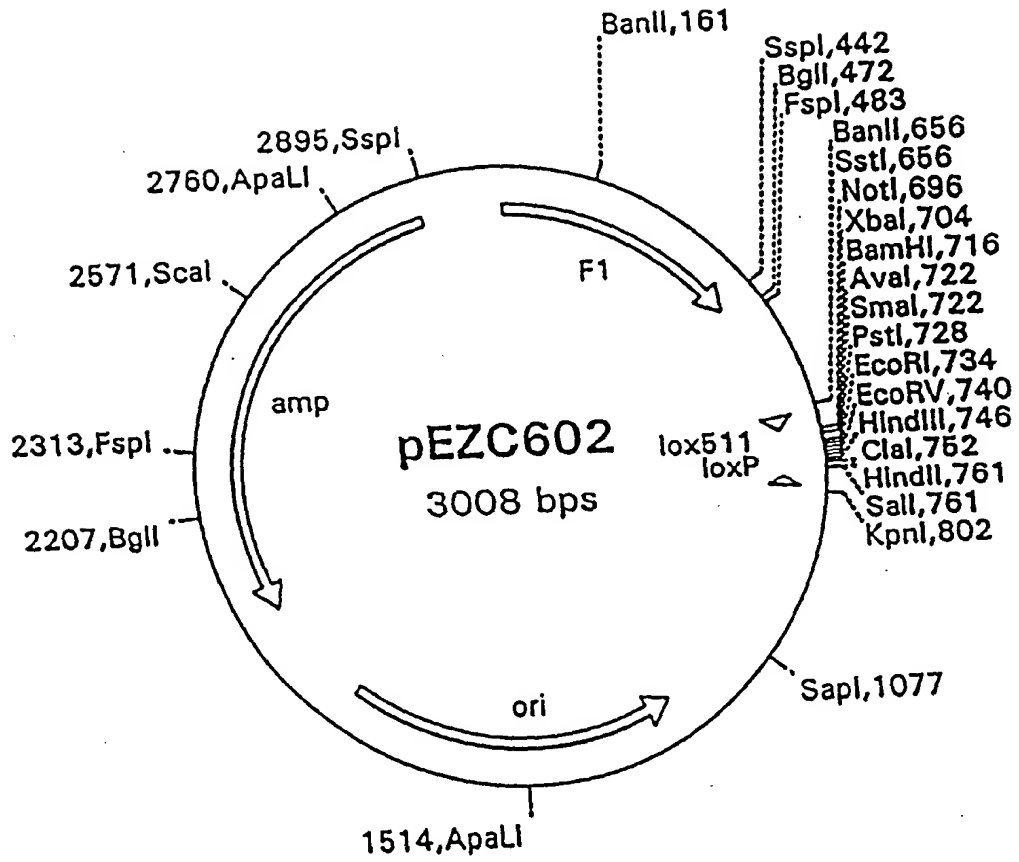 BanII,161
SspI,442
BglI,472
FspI,483
BanII,656
SstI,656
NotI,696
XbaI,704
BamHI,716
AvaI,722
SmaI,722
PstI,728
EcoRI,734
EcoRV,740
HindIII,746
ClaI,752
HindII,761
SalI,761
KpnI,802
2895,SspI
2760,ApaLI
2571,ScaI
2313,FspI
2207,BglI
F1
amp
lox511
loxP
pEZC602
3008 bps
ori
SapI,1077
1514,ApaLI